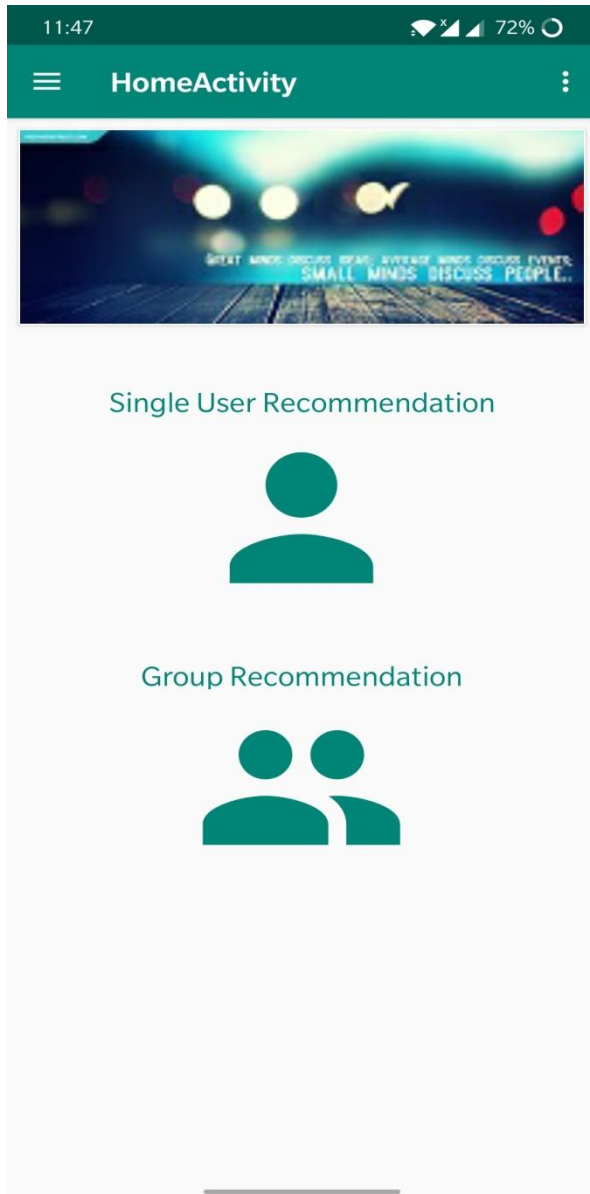 11:47
x
72%
HomeActivity
GREAT MINDS DISCUSS IDEAS; AVERAGE MINDS DISCUSS EVENTS;
SMALL MINDS DISCUSS PEOPLE..
Single User Recommendation
Group Recommendation